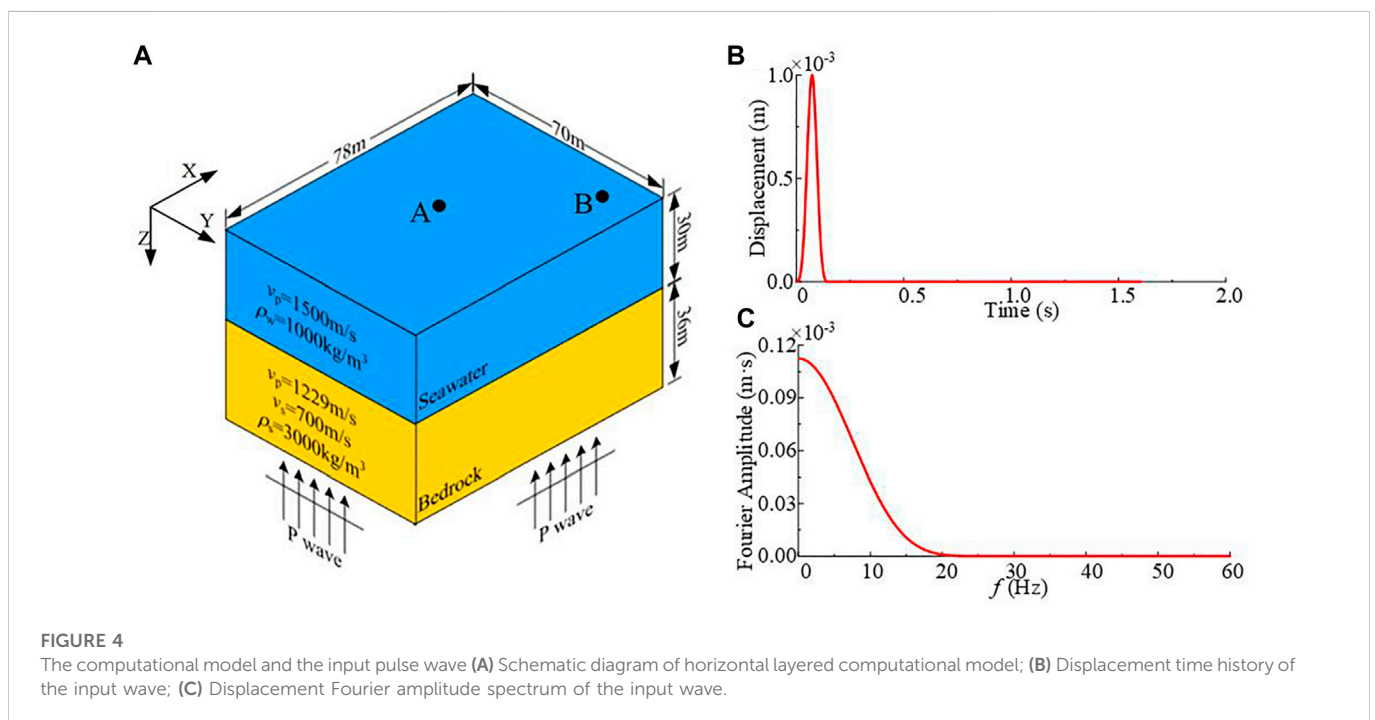 A
X
Y
Z
78m
70m
30m
36m
A
B
vp=1500m/s
ρw=1000kg/m³
Seawater
vp=1229m/s
vs=700m/s
ρs=3000kg/m³
Bedrock
P wave
P wave
B
×10⁻³
1.0
0.5
0.0
Displacement (m)
0 0.5 1.0 1.5 2.0
Time (s)
C
×10⁻³
0.12
0.09
0.06
0.03
0.00
Fourier Amplitude (m·s)
0 10 20 30 40 50 60
f (Hz)
FIGURE 4
The computational model and the input pulse wave (A) Schematic diagram of horizontal layered computational model; (B) Displacement time history of
the input wave; (C) Displacement Fourier amplitude spectrum of the input wave.